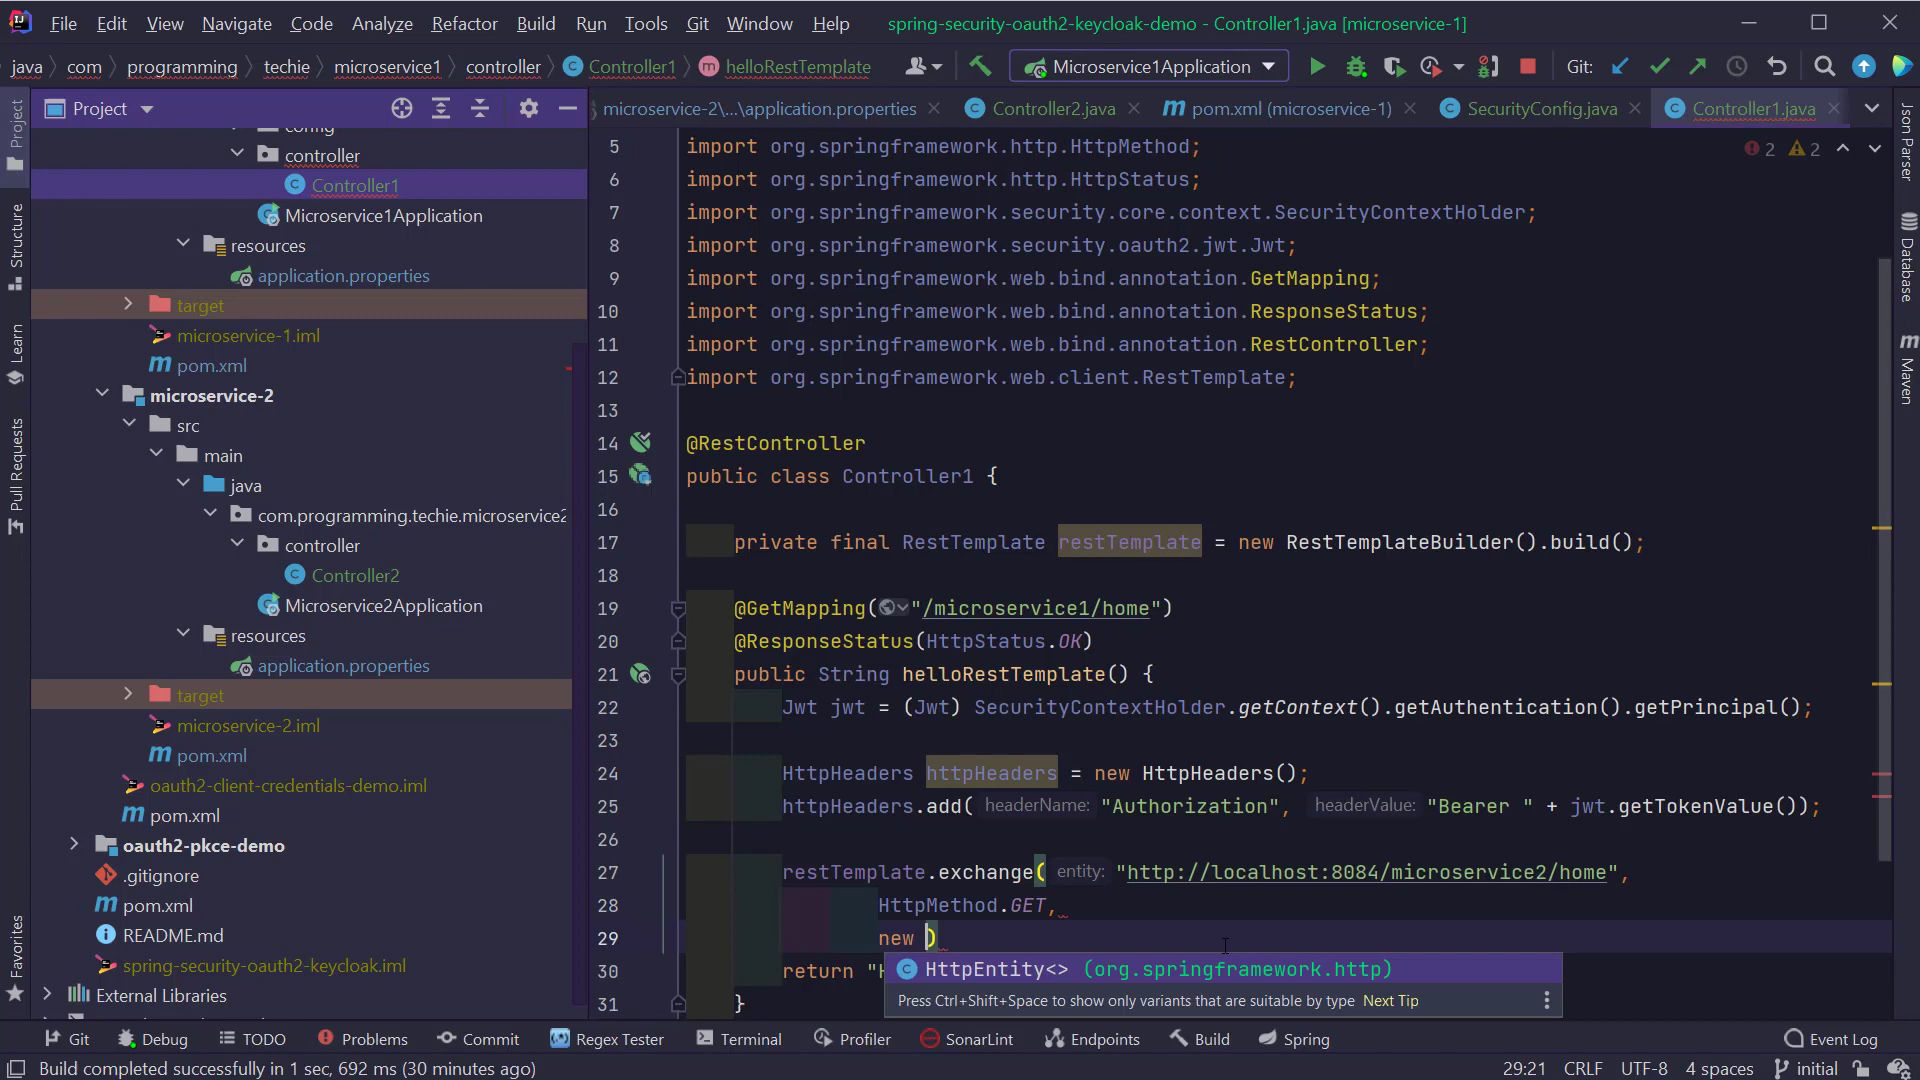 File Edit View Navigate Code Analyze Refactor Build Run Tools Git Window Help spring-security-oauth2-keycloak-demo - Controller1.java [microservice-1]
java com programming techie microservice1 controller Controller1 helloRestTemplate Microservice1Application Git:
Project microservice-2\...\application.properties Controller2.java pom.xml (microservice-1) SecurityConfig.java Controller1.java
config
controller
Controller1
Microservice1Application
resources
application.properties
target
microservice-1.iml
pom.xml
microservice-2
src
main
java
com.programming.techie.microservice2
controller
Controller2
Microservice2Application
resources
application.properties
target
microservice-2.iml
pom.xml
oauth2-client-credentials-demo.iml
pom.xml
oauth2-pkce-demo
.gitignore
pom.xml
README.md
spring-security-oauth2-keycloak.iml
External Libraries
Project
Structure
Learn
Pull Requests
Favorites
2 2
5 import org.springframework.http.HttpMethod;
6 import org.springframework.http.HttpStatus;
7 import org.springframework.security.core.context.SecurityContextHolder;
8 import org.springframework.security.oauth2.jwt.Jwt;
9 import org.springframework.web.bind.annotation.GetMapping;
10 import org.springframework.web.bind.annotation.ResponseStatus;
11 import org.springframework.web.bind.annotation.RestController;
12 import org.springframework.web.client.RestTemplate;
13
14 @RestController
15 public class Controller1 {
16
17 private final RestTemplate restTemplate = new RestTemplateBuilder().build();
18
19 @GetMapping("/microservice1/home")
20 @ResponseStatus(HttpStatus.OK)
21 public String helloRestTemplate() {
22 Jwt jwt = (Jwt) SecurityContextHolder.getContext().getAuthentication().getPrincipal();
23
24 HttpHeaders httpHeaders = new HttpHeaders();
25 httpHeaders.add( headerName: "Authorization", headerValue: "Bearer " + jwt.getTokenValue());
26
27 restTemplate.exchange( entity: "http://localhost:8084/microservice2/home",
28 HttpMethod.GET,
29 new )
30 return "H
31 }
HttpEntity<> (org.springframework.http)
Press Ctrl+Shift+Space to show only variants that are suitable by type Next Tip
Json Parser
Database
Maven
Git Debug TODO Problems Commit Regex Tester Terminal Profiler SonarLint Endpoints Build Spring Event Log
Build completed successfully in 1 sec, 692 ms (30 minutes ago) 29:21 CRLF UTF-8 4 spaces initial